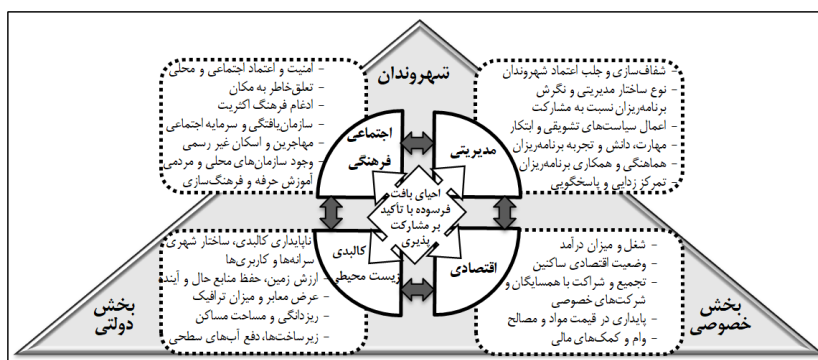 شهروندان
- شفاف‌سازی و جلب اعتماد شهروندان
- نوع ساختار مدیریتی و نگرش
برنامه‌ریزان نسبت به مشارکت
- اعمال سیاست‌های تشویقی و ابتکار
- مهارت، دانش و تجربه برنامه‌ریزان
- هماهنگی و همکاری برنامه‌ریزان
- تمرکز زدایی و پاسخگویی
- امنیت و اعتماد اجتماعی و محلی
- تعلق‌خاطر به مکان
- ادغام فرهنگ اکثریت
- سازمان‌یافتگی و سرمایه اجتماعی
- مهاجرین و اسکان غیر رسمی
- وجود سازمان‌های محلی و مردمی
- آموزش حرفه و فرهنگ‌سازی
مدیریتی
اجتماعی
فرهنگی
احیای بافت
فرسوده با تأکید
بر مشارکت
پذیری
اقتصادی
کالبدی
زیست محیطی
- شغل و میزان درآمد
- وضعیت اقتصادی ساکنین
- تجمیع و شراکت با همسایگان و
شرکت‌های خصوصی
- پایداری در قیمت مواد و مصالح
- وام و کمک‌های مالی
ناپایداری کالبدی، ساختار شهری
سرانه‌ها و کاربری‌ها
- ارزش زمین، حفظ منابع حال و آینده
- عرض معابر و میزان ترافیک
- ریزدانگی و مساحت مساکن
- زیرساخت‌ها، دفع آب‌های سطحی
بخش
خصوصی
بخش
دولتی